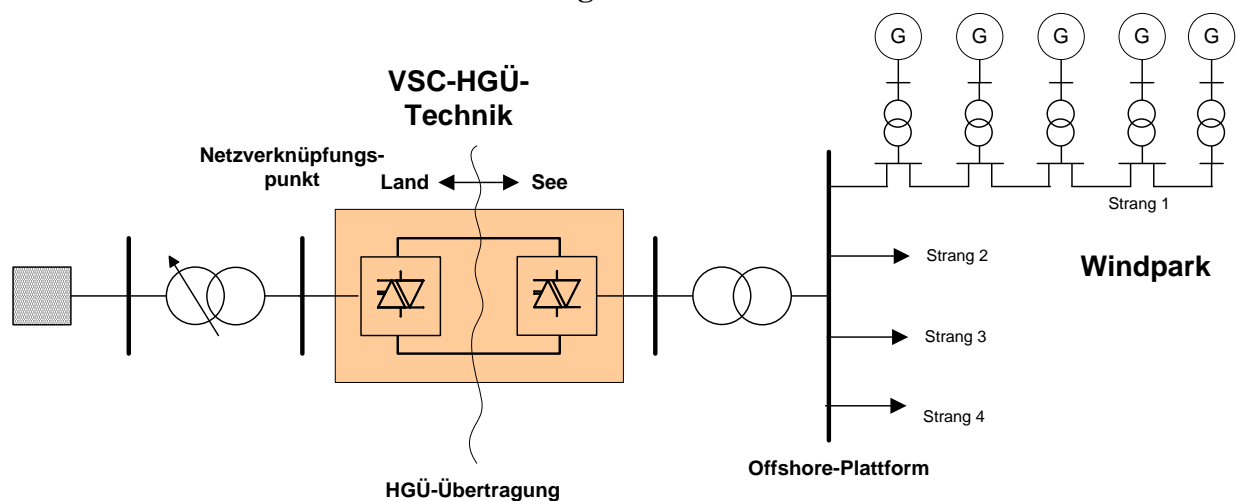 G G G G G
VSC-HGÜ-
Technik
Netzverknüpfungs-
punkt
Land See
Strang 1
Strang 2
Windpark
Strang 3
Strang 4
Offshore-Plattform
HGÜ-Übertragung